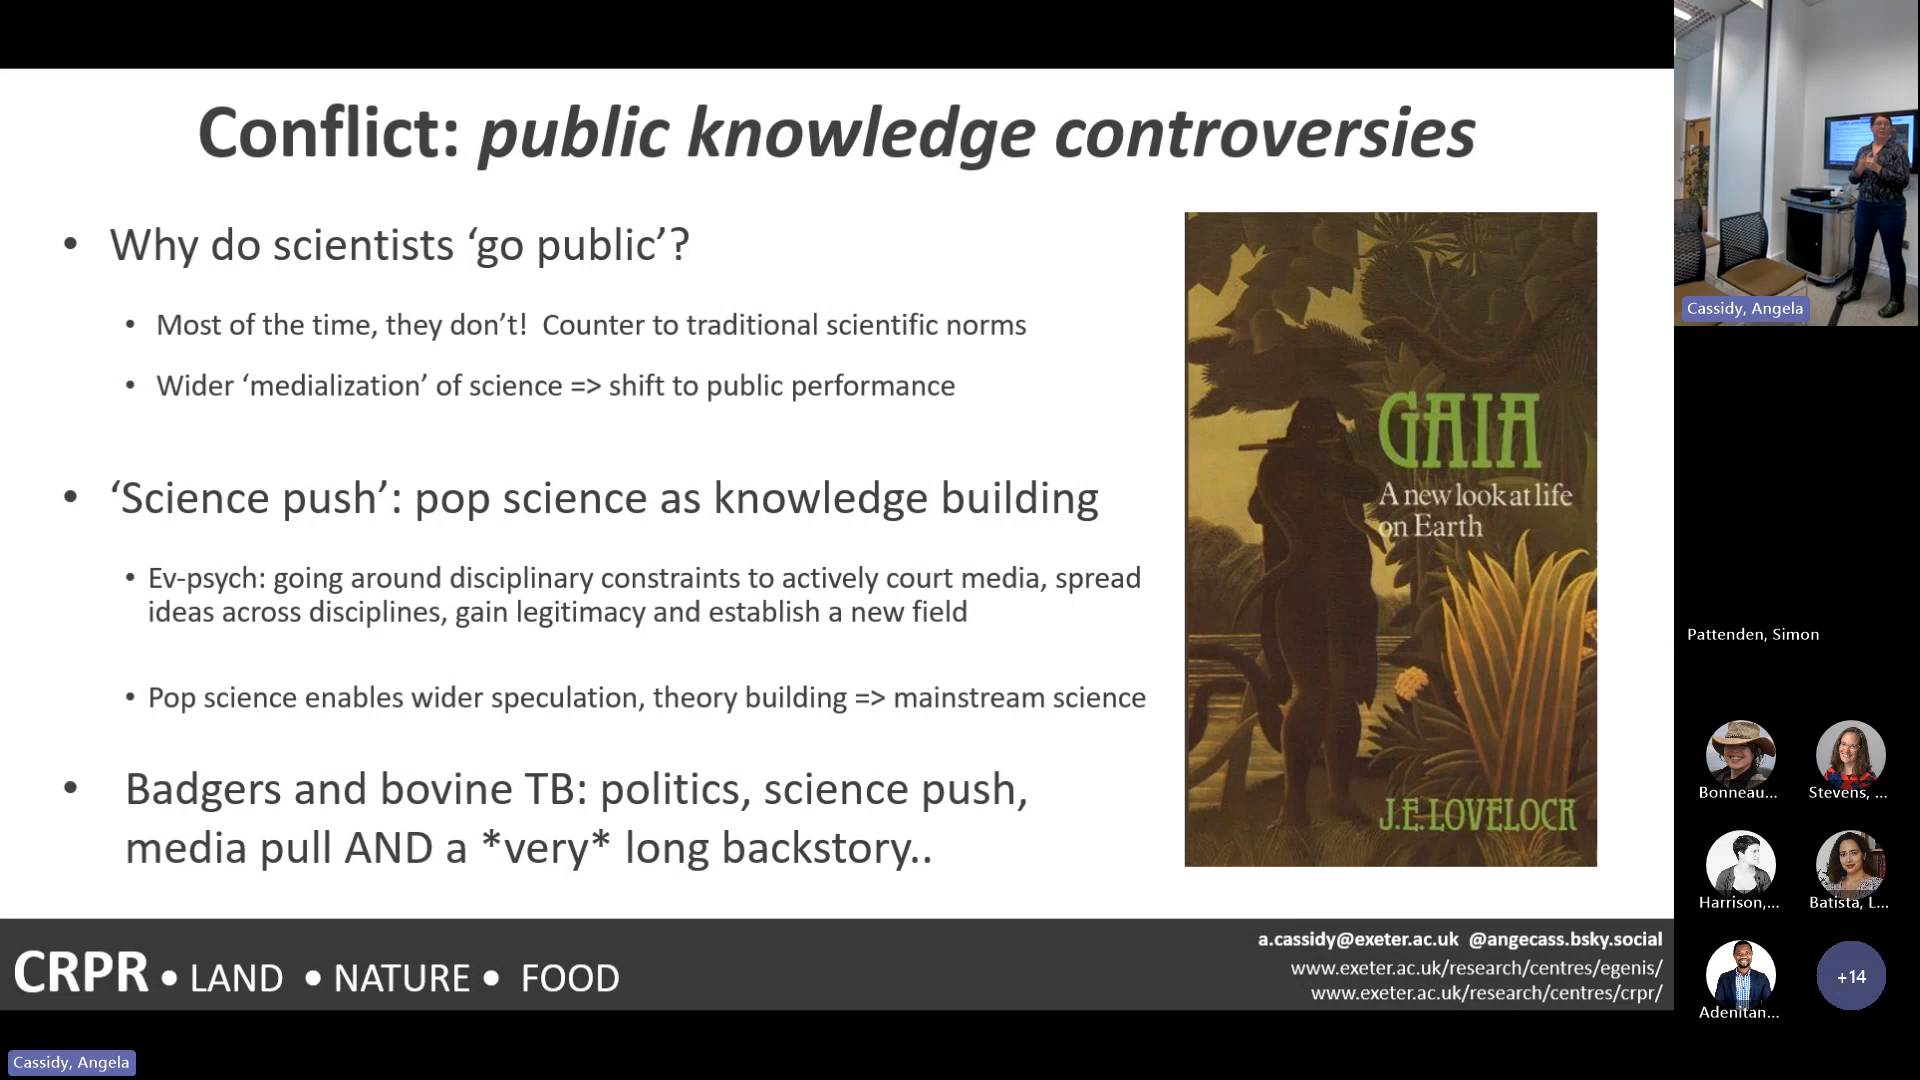 Conflict: public knowledge controversies
• Why do scientists ‘go public’?
• Most of the time, they don’t!  Counter to traditional scientific norms
• Wider ‘medialization’ of science => shift to public performance
• ‘Science push’: pop science as knowledge building
• Ev-psych: going around disciplinary constraints to actively court media, spread
ideas across disciplines, gain legitimacy and establish a new field
• Pop science enables wider speculation, theory building => mainstream science
• Badgers and bovine TB: politics, science push,
media pull AND a *very* long backstory..
GAIA
A new look at life
on Earth
J.E. LOVELOCK
CRPR • LAND • NATURE • FOOD
a.cassidy@exeter.ac.uk @angecass.bsky.social
www.exeter.ac.uk/research/centres/egenis/
www.exeter.ac.uk/research/centres/crpr/
Cassidy, Angela
Cassidy, Angela
Pattenden, Simon
Bonneau...
Stevens, ...
Harrison,...
Batista, L...
Adenitan...
+14